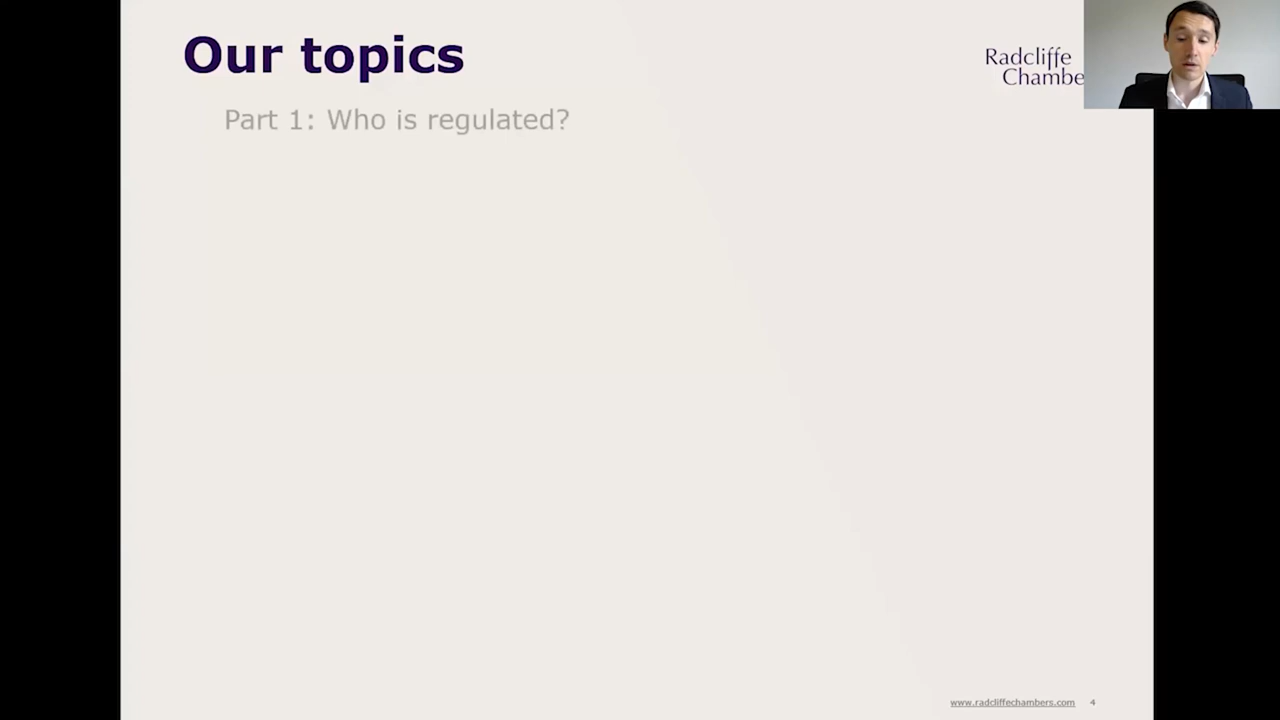 Our topics
Radcliffe
Chambe
Part 1: Who is regulated?
www.radcliffechambers.com 4